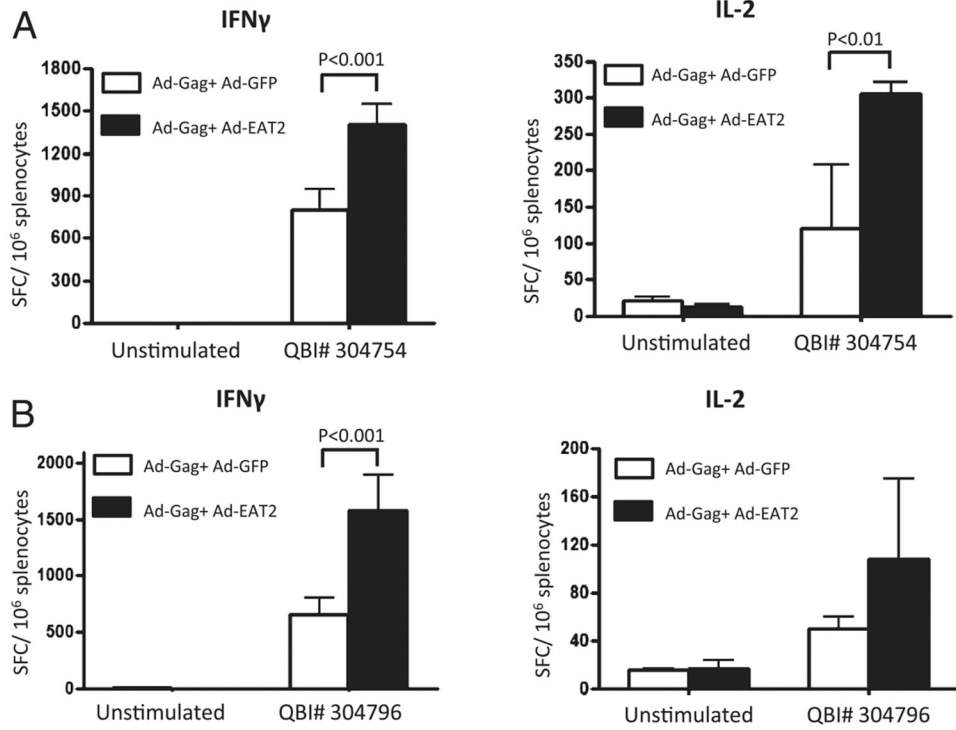 A
IFNγ
P<0.001
1800
1500
1200
900
600
300
0
SFC/ 10⁶ splenocytes
Ad-Gag+ Ad-GFP
Ad-Gag+ Ad-EAT2
Unstimulated
QBI# 304754
IL-2
P<0.01
350
300
250
200
150
100
50
0
SFC/ 10⁶ splenocytes
Ad-Gag+ Ad-GFP
Ad-Gag+ Ad-EAT2
Unstimulated
QBI# 304754
B
IFNγ
P<0.001
2000
1500
1000
500
0
SFC/ 10⁶ splenocytes
Ad-Gag+ Ad-GFP
Ad-Gag+ Ad-EAT2
Unstimulated
QBI# 304796
IL-2
200
160
120
80
40
0
SFC/ 10⁶ splenocytes
Ad-Gag+ Ad-GFP
Ad-Gag+ Ad-EAT2
Unstimulated
QBI# 304796